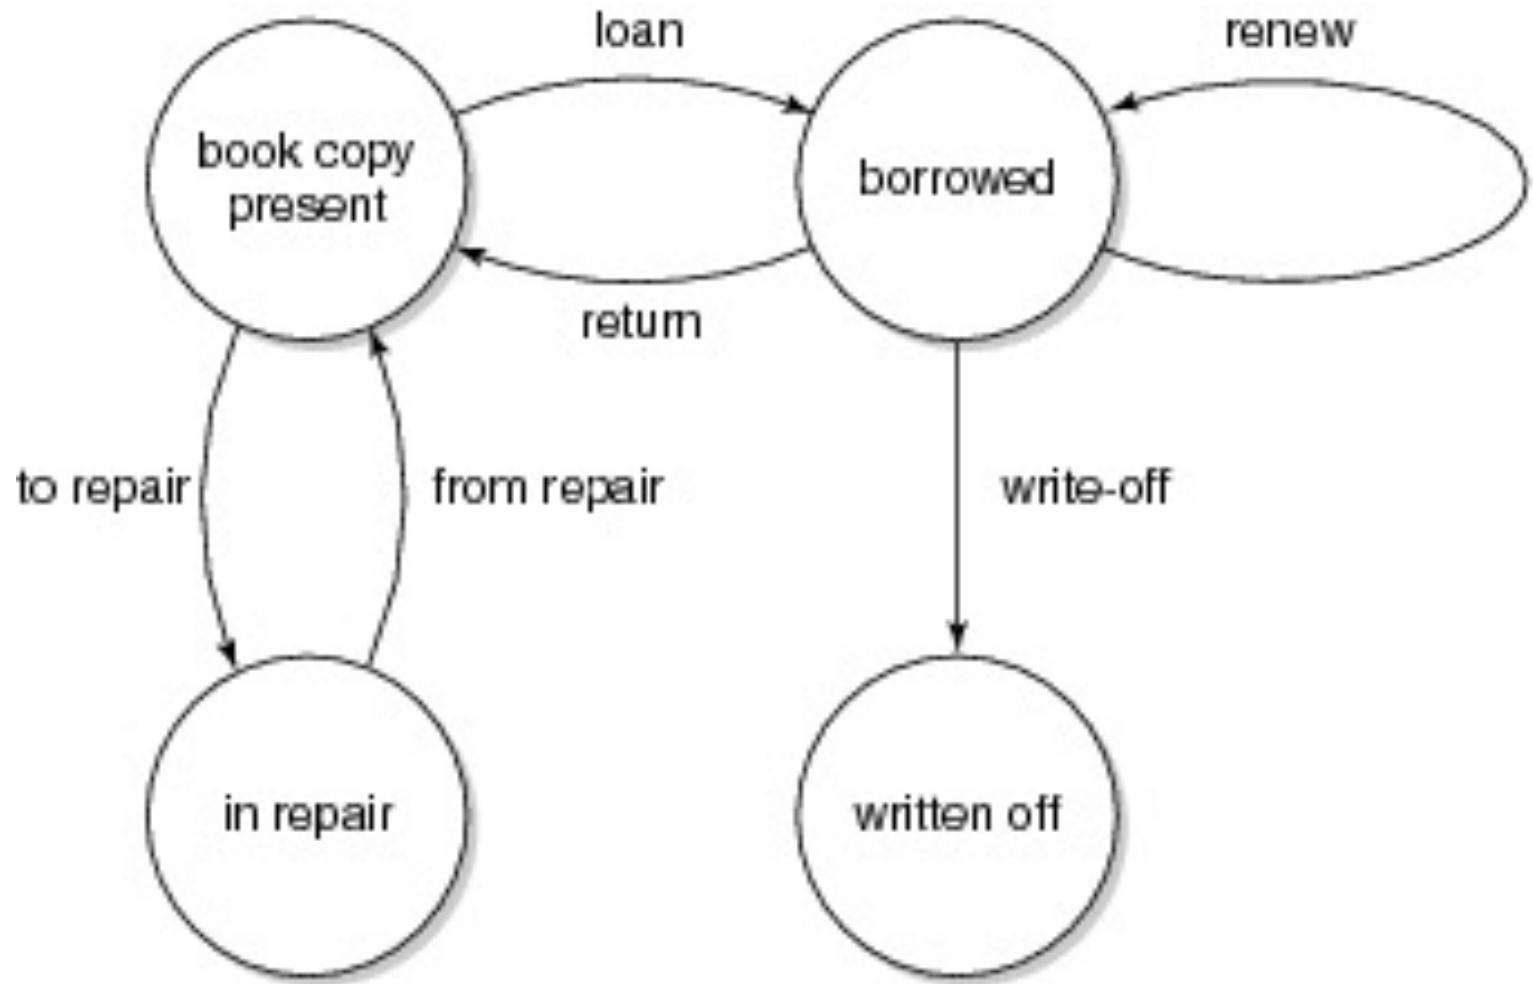 loan
renew
book copy
present
borrowed
return
to repair
from repair
write-off
in repair
written off